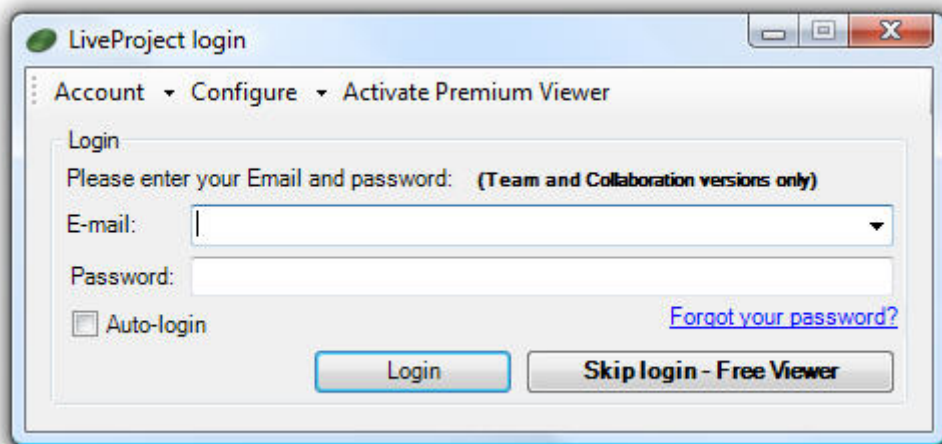 LiveProject login
Account Configure Activate Premium Viewer
Login
Please enter your Email and password: (Team and Collaboration versions only)
E-mail:
Password:
Auto-login Forgot your password?
Login Skip login - Free Viewer